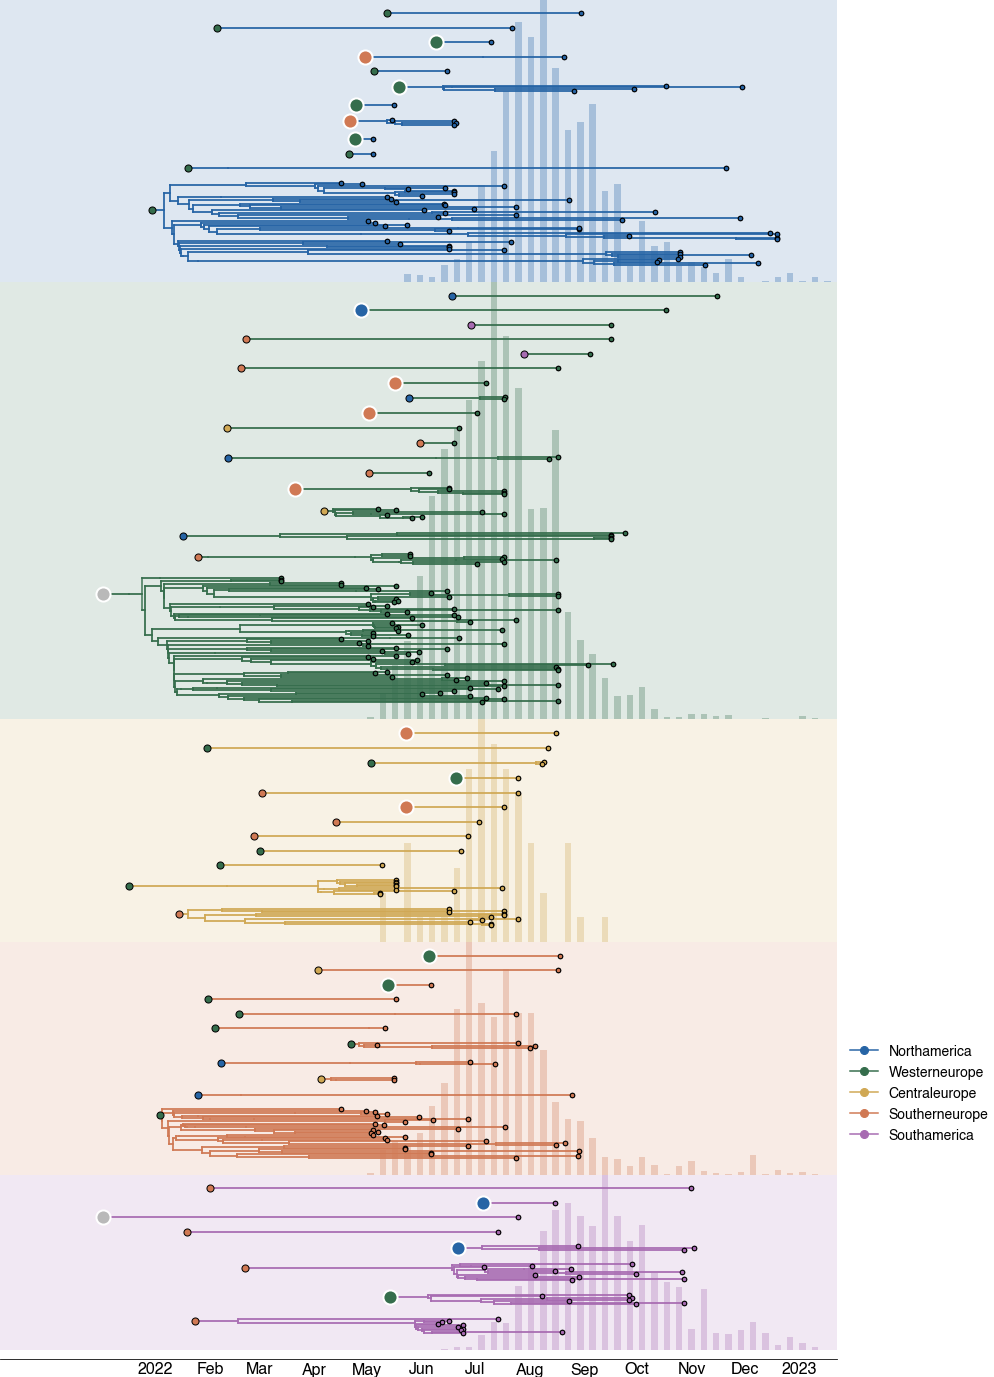 Northamerica
Westerneurope
Centraleurope
Southerneurope
Southamerica
2022 Feb Mar Apr May Jun Jul Aug Sep Oct Nov Dec 2023